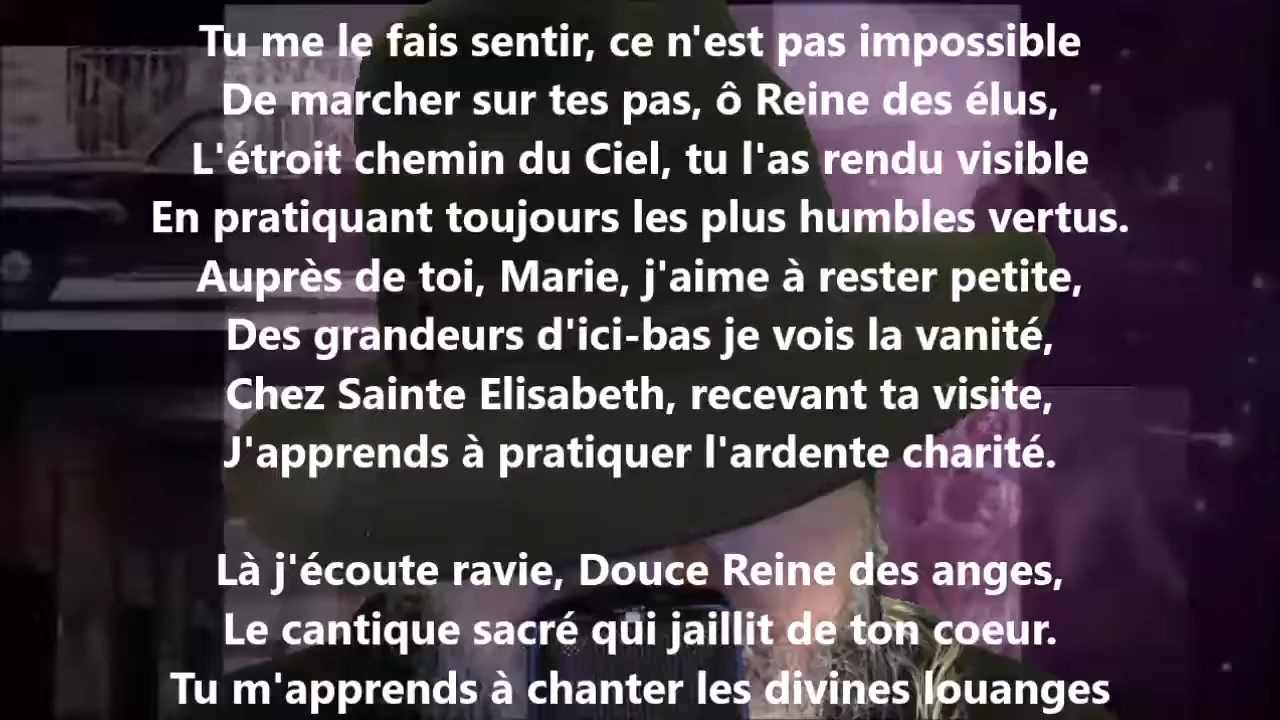 Tu me le fais sentir, ce n'est pas impossible
De marcher sur tes pas, ô Reine des élus,
L'étroit chemin du Ciel, tu l'as rendu visible
En pratiquant toujours les plus humbles vertus.
Auprès de toi, Marie, j'aime à rester petite,
Des grandeurs d'ici-bas je vois la vanité,
Chez Sainte Elisabeth, recevant ta visite,
J'apprends à pratiquer l'ardente charité.
Là j'écoute ravie, Douce Reine des anges,
Le cantique sacré qui jaillit de ton coeur.
Tu m'apprends à chanter les divines louanges